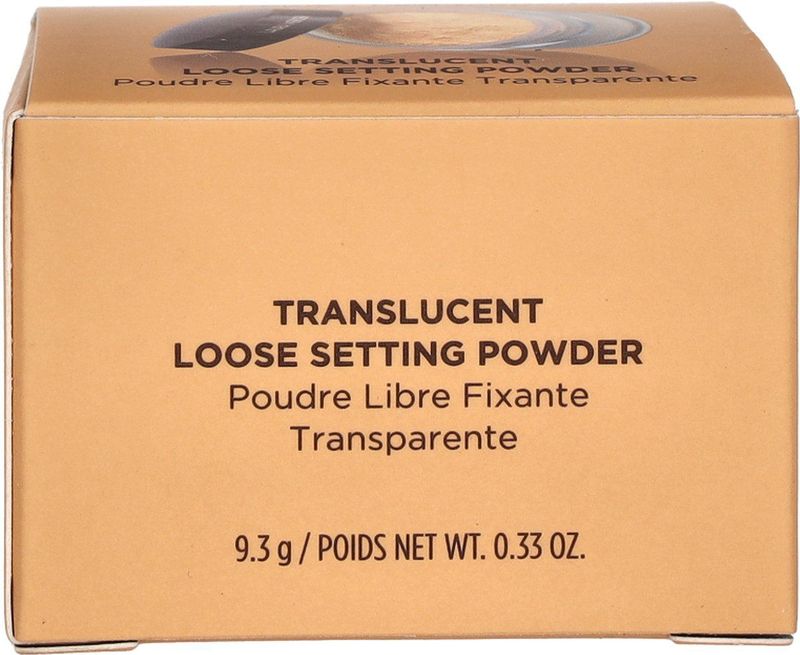 TRANSLUCENT
LOOSE SETTING POWDER
Poudre Libre Fixante Transparente
TRANSLUCENT
LOOSE SETTING POWDER
Poudre Libre Fixante
Transparente
9.3 g / POIDS NET WT. 0.33 OZ.